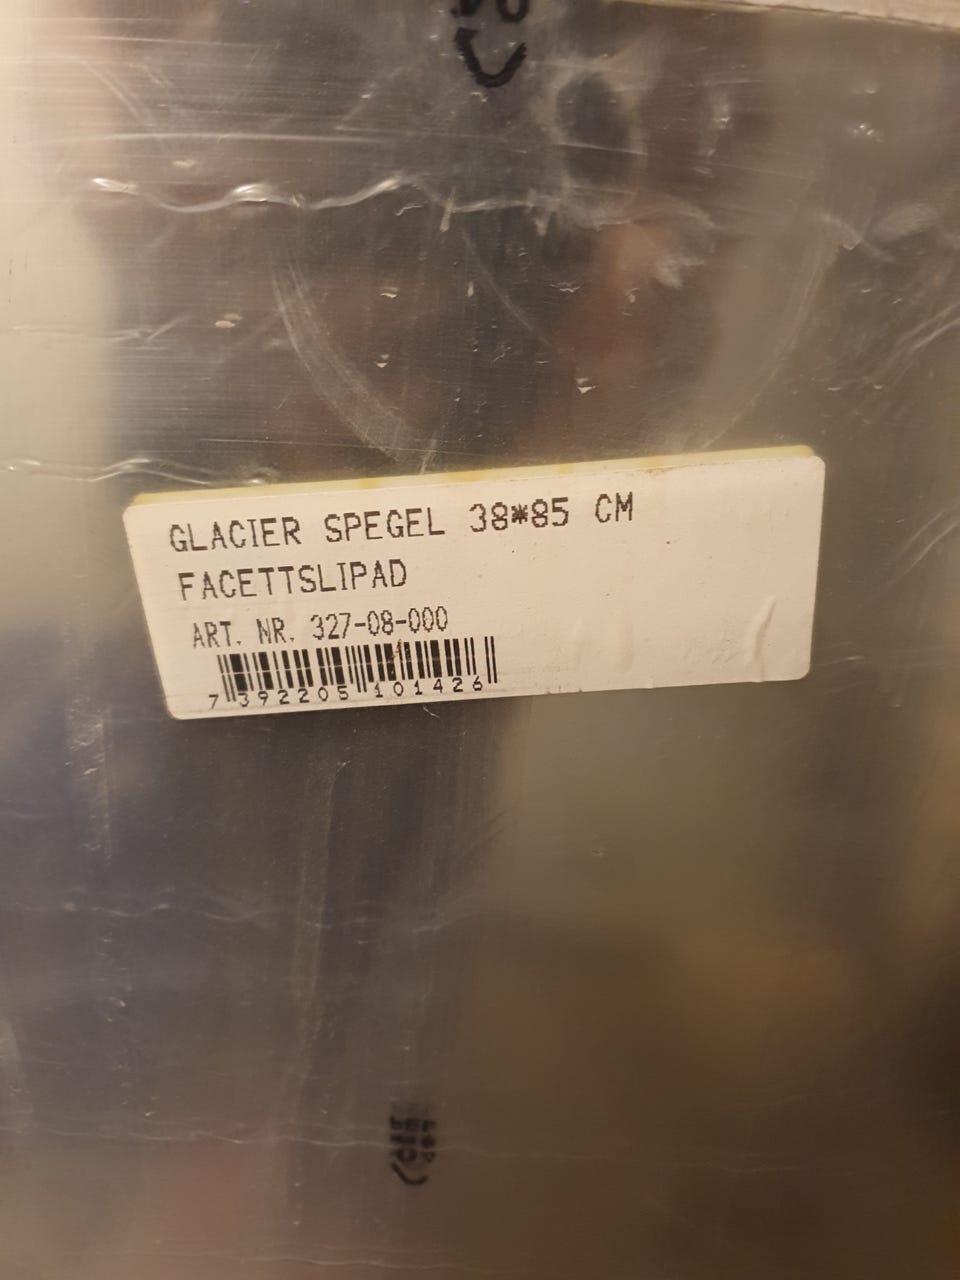 GLACIER SPEGEL 38*85 CM
FACETTSLIPAD
ART. NR. 327-08-000
7 392205 101426